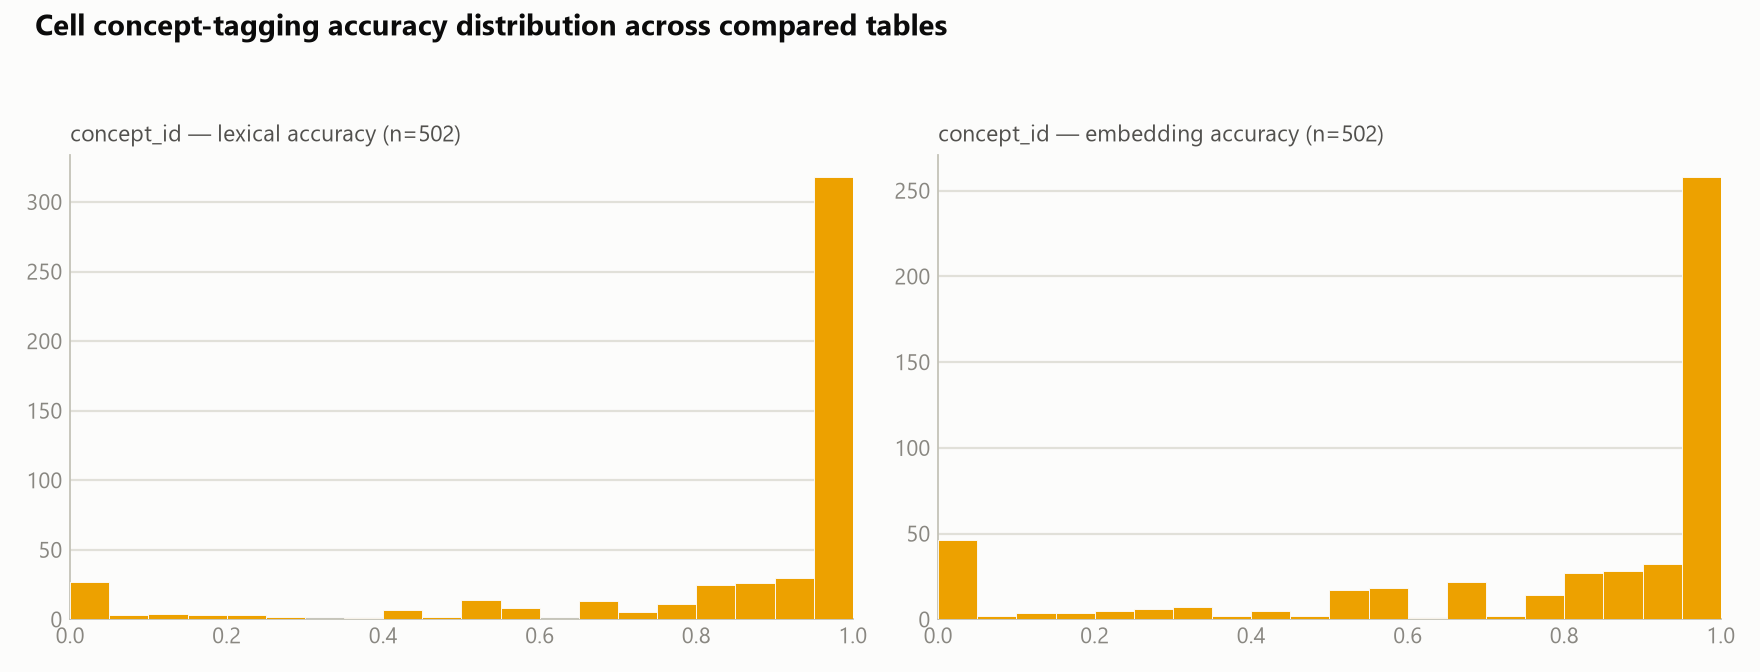 Cell concept-tagging accuracy distribution across compared tables
concept_id — lexical accuracy (n=502)
300
250
200
150
100
50
0
0.0 0.2 0.4 0.6 0.8 1.0
concept_id — embedding accuracy (n=502)
250
200
150
100
50
0
0.0 0.2 0.4 0.6 0.8 1.0